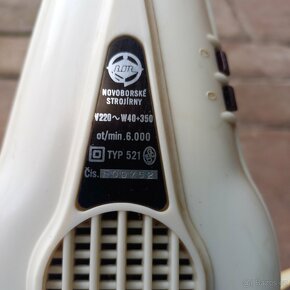 NOVOBORSKÉ
STROJÍRNY
V220~W40+350
ot/min.6.000
TYP 521
Čís.